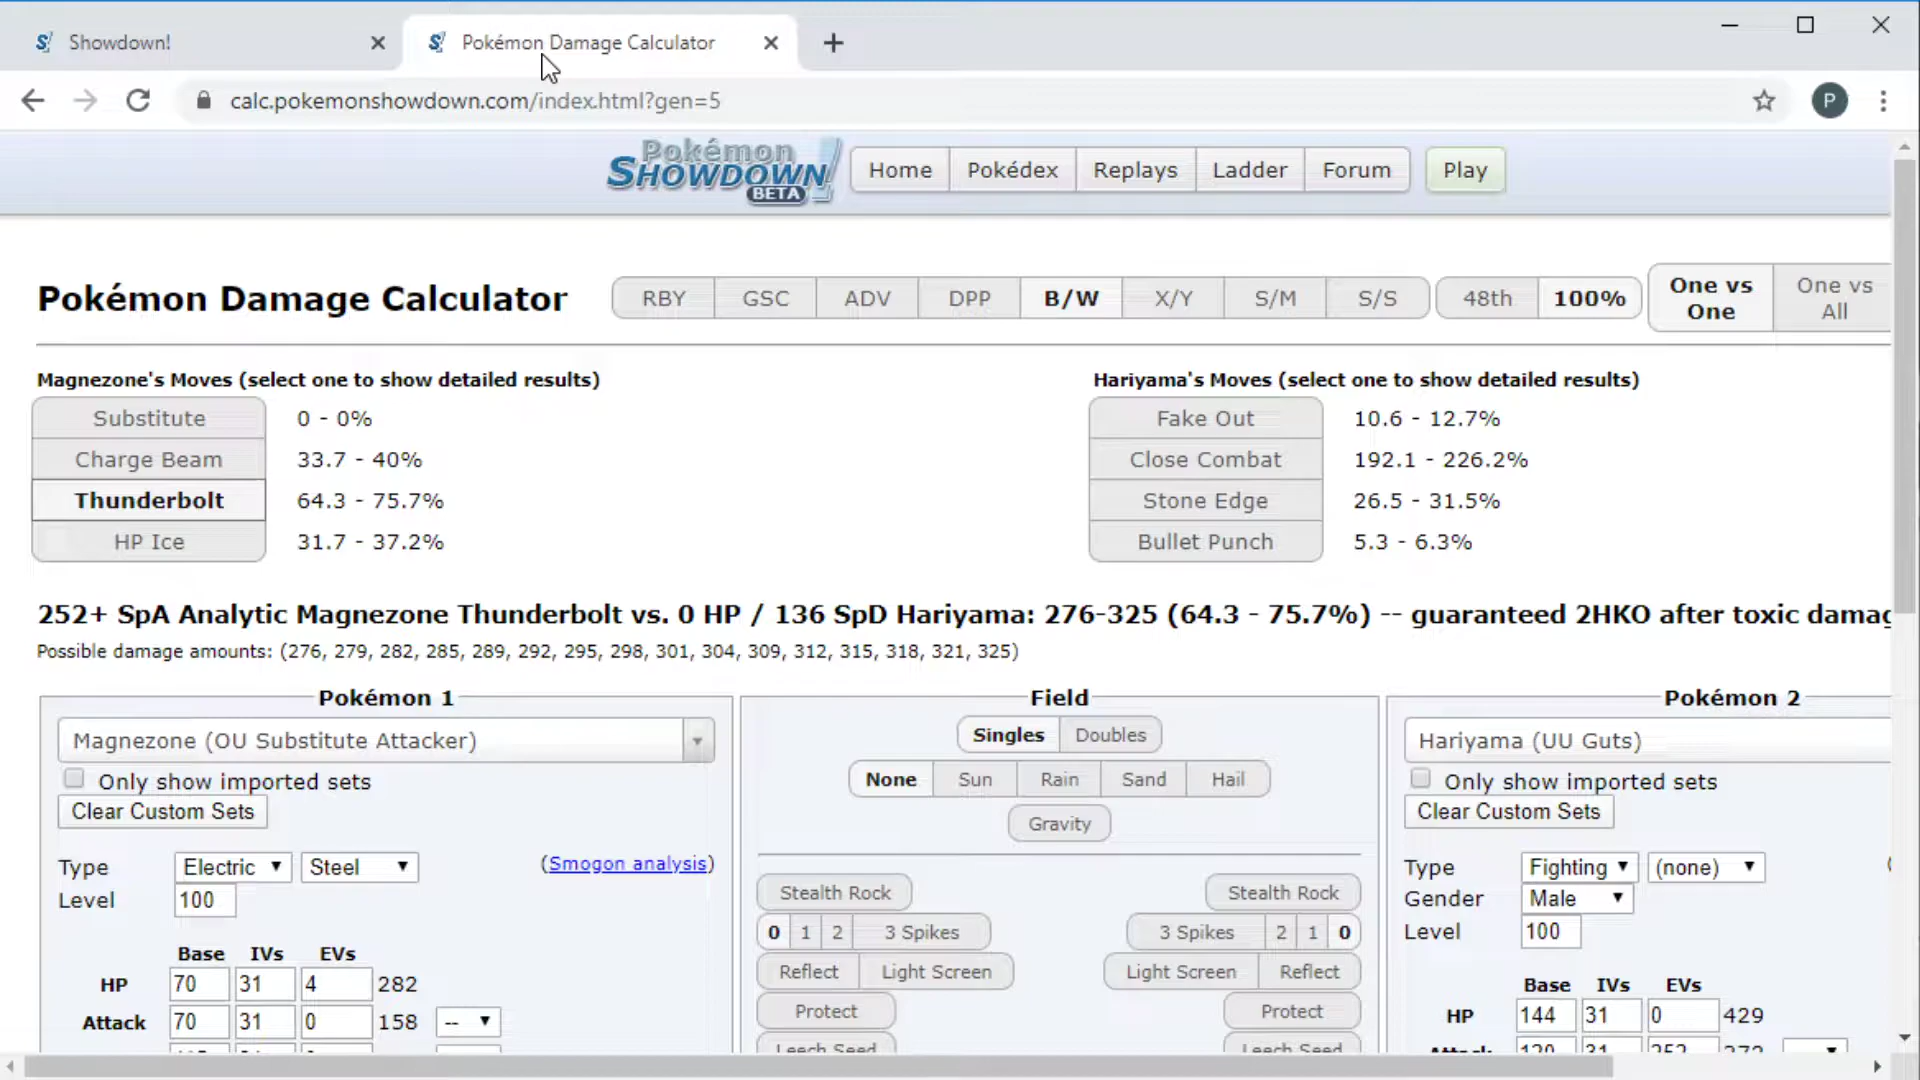 Showdown!
Pokémon Damage Calculator
calc.pokemonshowdown.com/index.html?gen=5
P
Pokémon
SHOWDOWN!
BETA
Home Pokédex Replays Ladder Forum Play
Pokémon Damage Calculator
RBY GSC ADV DPP B/W X/Y S/M S/S 48th 100% One vs One One vs All
Magnezone's Moves (select one to show detailed results)
Substitute 0 - 0%
Charge Beam 33.7 - 40%
Thunderbolt 64.3 - 75.7%
HP Ice 31.7 - 37.2%
Hariyama's Moves (select one to show detailed results)
Fake Out 10.6 - 12.7%
Close Combat 192.1 - 226.2%
Stone Edge 26.5 - 31.5%
Bullet Punch 5.3 - 6.3%
252+ SpA Analytic Magnezone Thunderbolt vs. 0 HP / 136 SpD Hariyama: 276-325 (64.3 - 75.7%) -- guaranteed 2HKO after toxic damag
Possible damage amounts: (276, 279, 282, 285, 289, 292, 295, 298, 301, 304, 309, 312, 315, 318, 321, 325)
Pokémon 1
Magnezone (OU Substitute Attacker)
Only show imported sets
Clear Custom Sets
Type Electric Steel (Smogon analysis)
Level 100
Base IVs EVs
HP 70 31 4 282
Attack 70 31 0 158 --
Field
Singles Doubles
None Sun Rain Sand Hail
Gravity
Stealth Rock Stealth Rock
0 1 2 3 Spikes 3 Spikes 2 1 0
Reflect Light Screen Light Screen Reflect
Protect Protect
Leech Seed Leech Seed
Pokémon 2
Hariyama (UU Guts)
Only show imported sets
Clear Custom Sets
Type Fighting (none)
Gender Male
Level 100
Base IVs EVs
HP 144 31 0 429
Attack 120 31 252